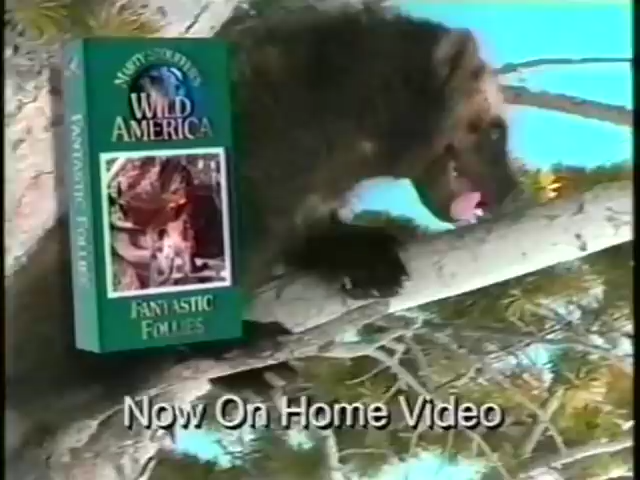 MARTY STOUFFER'S
WILD
AMERICA
FANTASTIC FOLLIES
FANTASTIC
FOLLIES
Now On Home Video